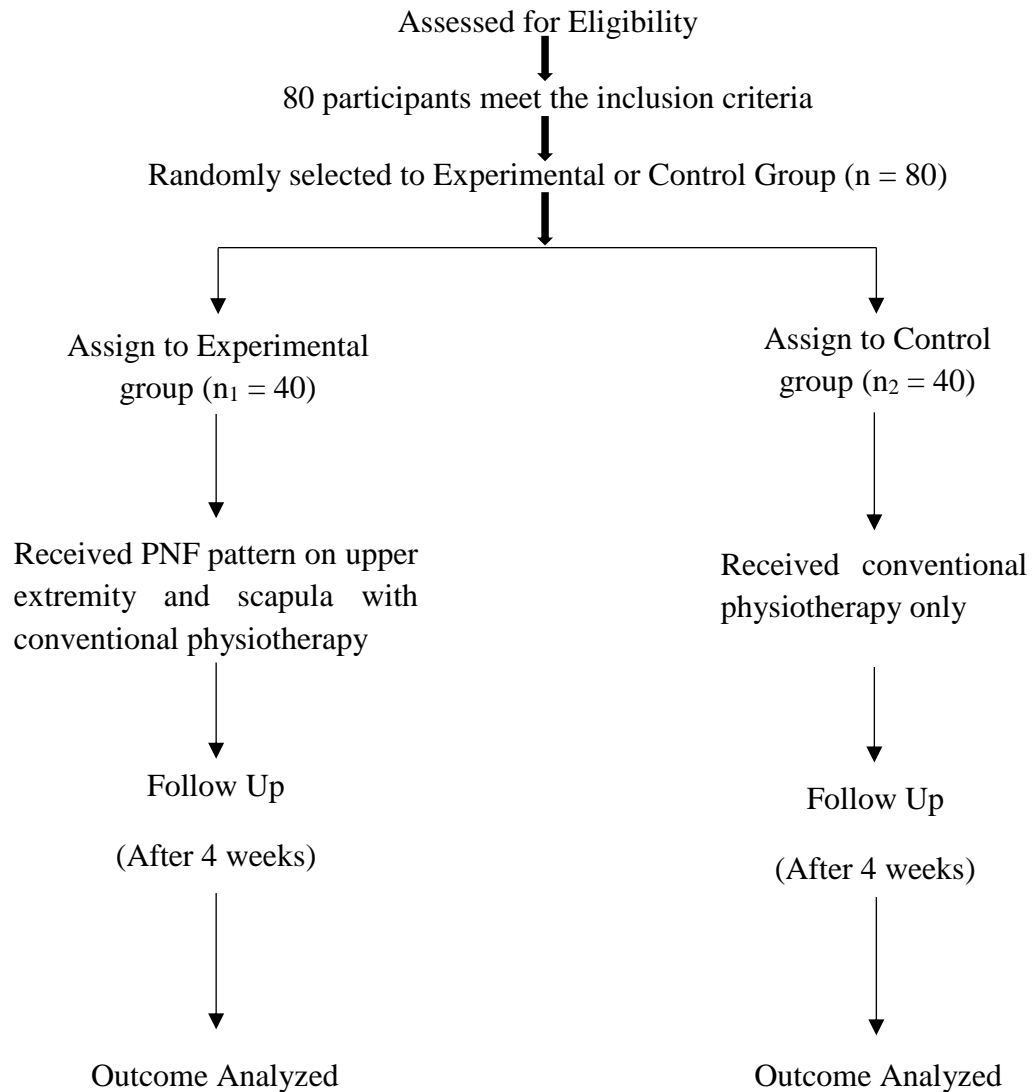 Assessed for Eligibility
80 participants meet the inclusion criteria
Randomly selected to Experimental or Control Group (n = 80)
Assign to Experimental
group (n₁ = 40)
Assign to Control
group (n₂ = 40)
Received PNF pattern on upper
extremity and scapula with
conventional physiotherapy
Received conventional
physiotherapy only
Follow Up
(After 4 weeks)
Follow Up
(After 4 weeks)
Outcome Analyzed
Outcome Analyzed